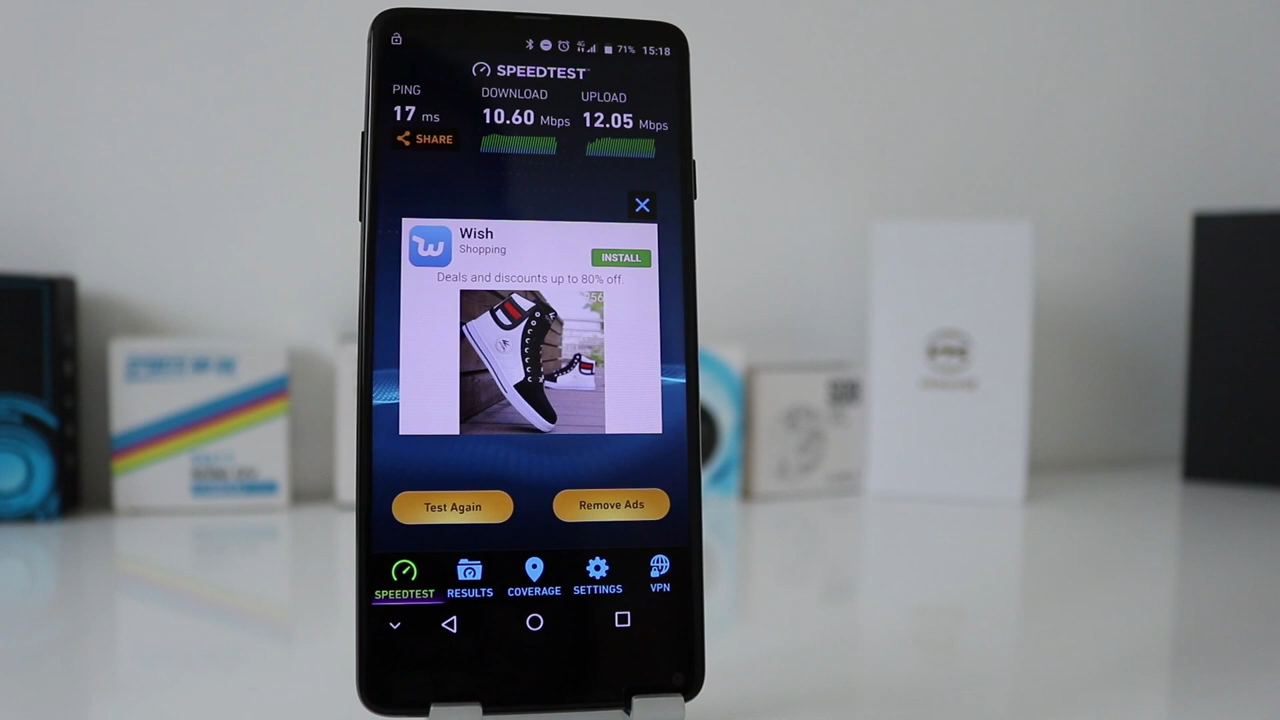 4G 71% 15:18
SPEEDTEST
PING DOWNLOAD UPLOAD
17 ms 10.60 Mbps 12.05 Mbps
SHARE
Wish
Shopping
INSTALL
Deals and discounts up to 80% off.
Test Again Remove Ads
SPEEDTEST RESULTS COVERAGE SETTINGS VPN